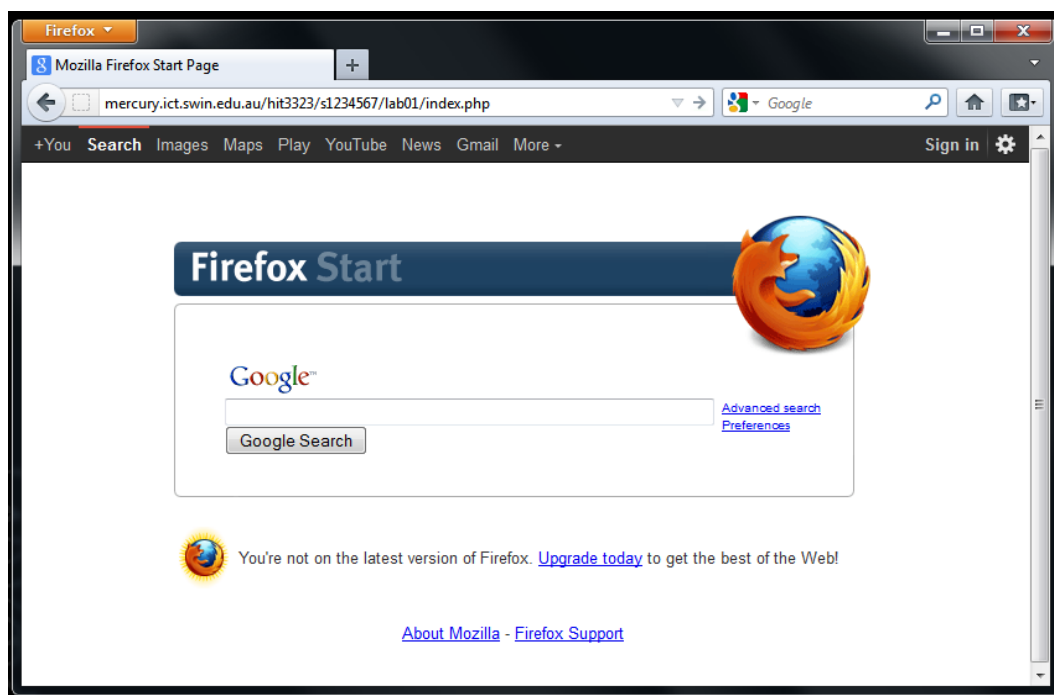 Firefox
Mozilla Firefox Start Page
mercury.ict.swin.edu.au/hit3323/s1234567/lab01/index.php
Google
+You Search Images Maps Play YouTube News Gmail More
Sign in
Firefox Start
Google™
Advanced search
Preferences
Google Search
You're not on the latest version of Firefox. Upgrade today to get the best of the Web!
About Mozilla - Firefox Support